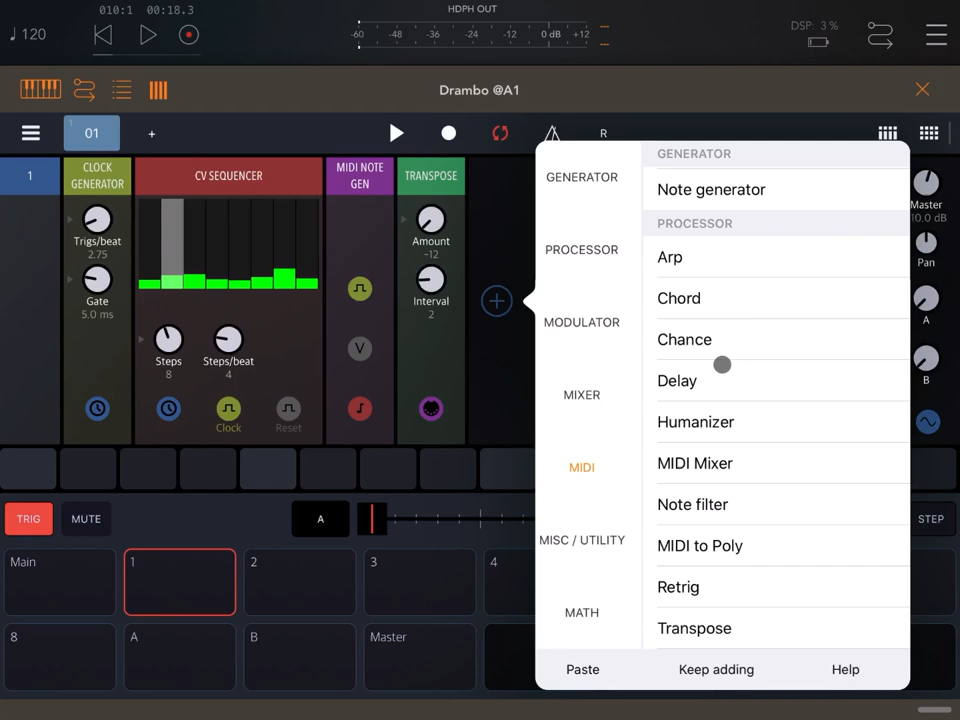 010:1 00:18.3
HDPH OUT
♩120
-60 -48 -36 -24 -12 0 dB +12
DSP: 3 %
Drambo @A1
1
01
+
R
1
CLOCK GENERATOR
CV SEQUENCER
MIDI NOTE GEN
TRANSPOSE
Trigs/beat
2.75
Gate
5.0 ms
Steps
8
Steps/beat
4
Clock
Reset
V
Amount
-12
Interval
2
GENERATOR
PROCESSOR
MODULATOR
MIXER
MIDI
MISC / UTILITY
MATH
GENERATOR
Note generator
PROCESSOR
Arp
Chord
Chance
Delay
Humanizer
MIDI Mixer
Note filter
MIDI to Poly
Retrig
Transpose
Paste
Keep adding
Help
Master
Pan
A
B
TRIG
MUTE
A
STEP
Main
1
2
3
4
8
A
B
Master